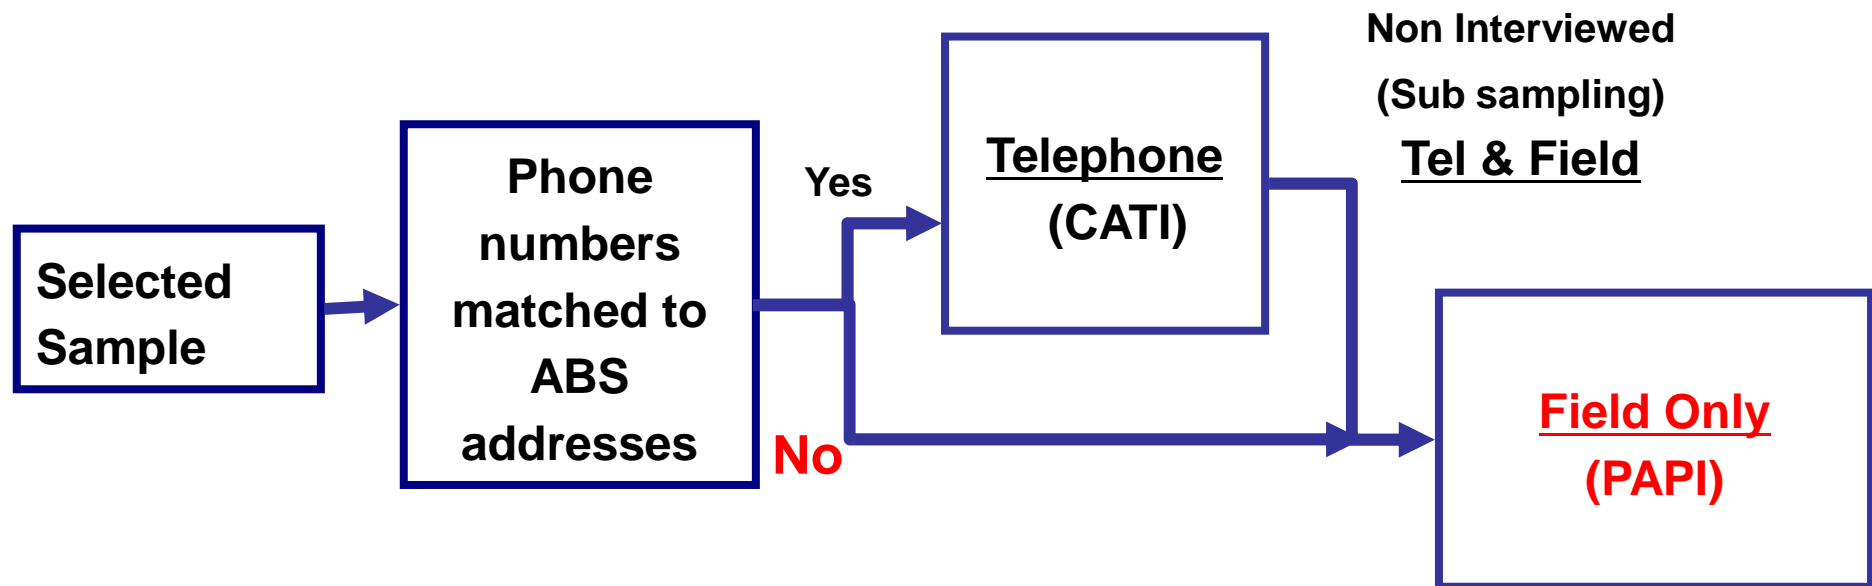 Selected
Sample
Phone
numbers
matched to
ABS
addresses
Yes
No
Telephone
(CATI)
Non Interviewed
(Sub sampling)
Tel & Field
Field Only
(PAPI)